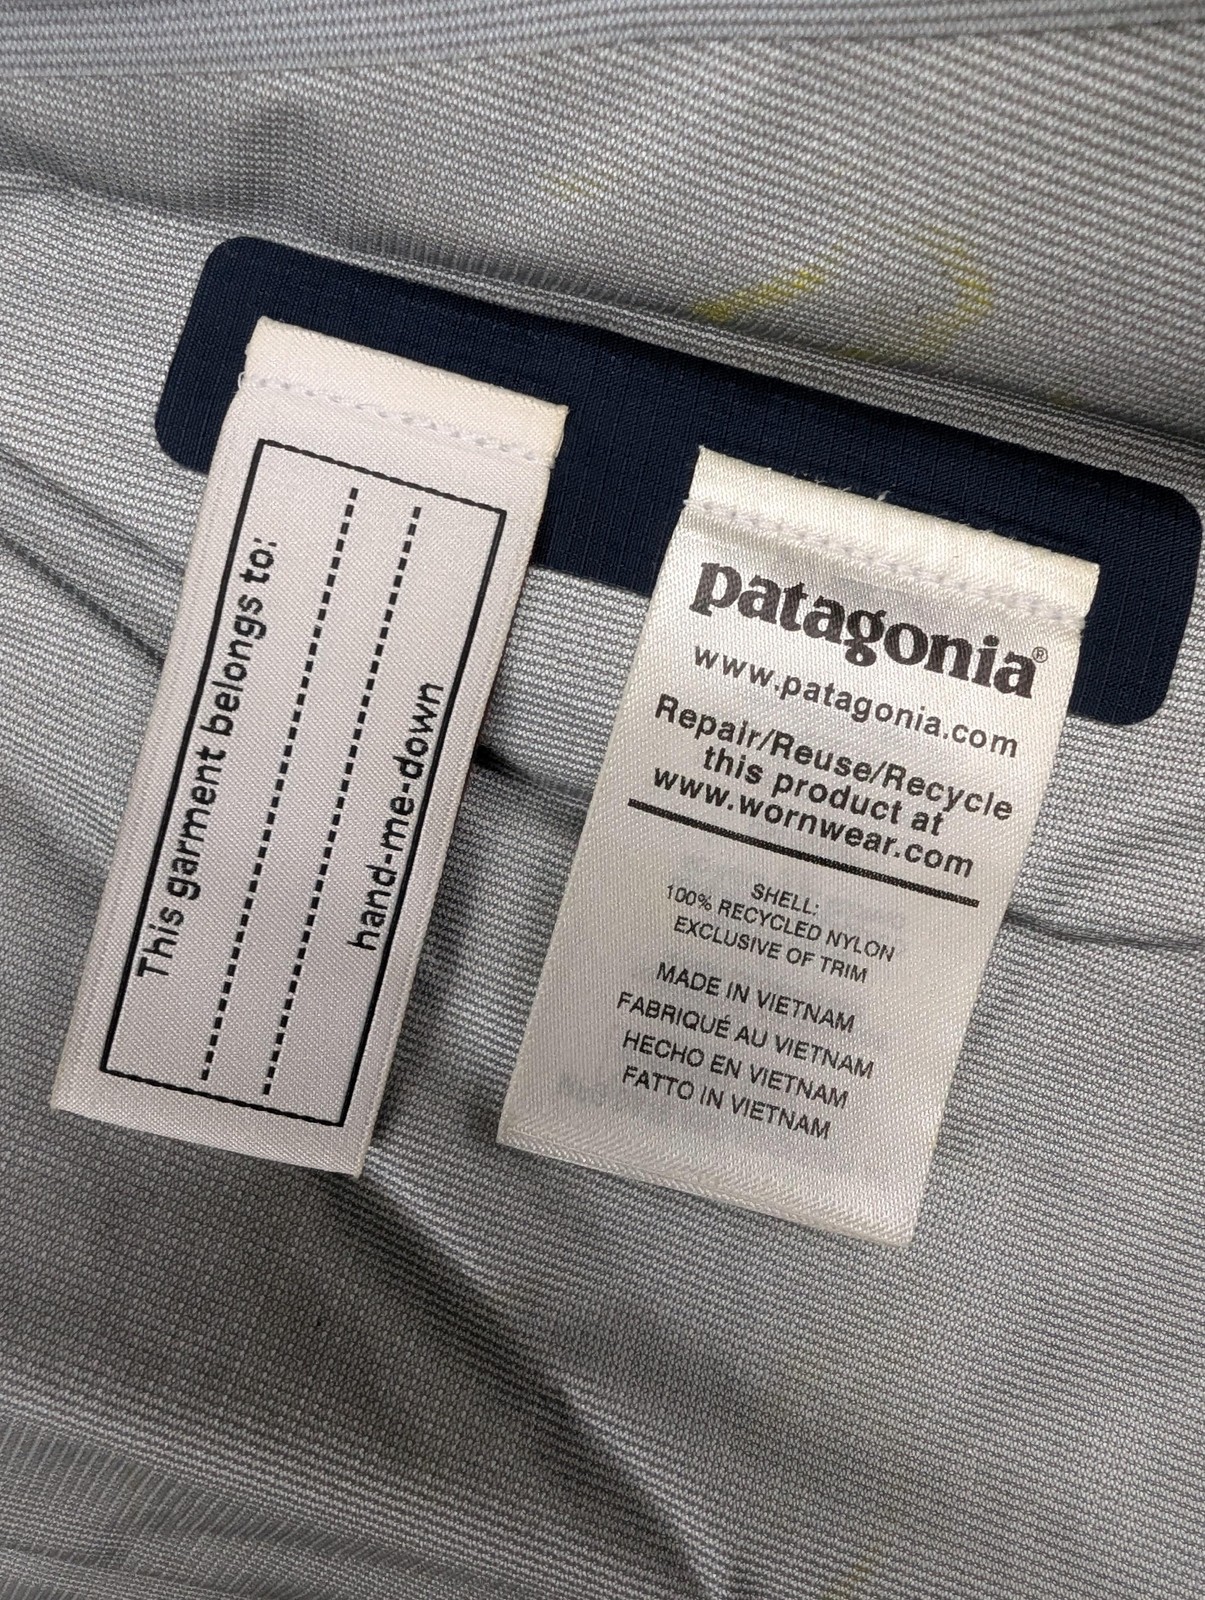 This garment belongs to:
hand-me-down
patagonia®
www.patagonia.com
Repair/Reuse/Recycle
this product at
www.wornwear.com
SHELL:
100% RECYCLED NYLON
EXCLUSIVE OF TRIM
MADE IN VIETNAM
FABRIQUÉ AU VIETNAM
HECHO EN VIETNAM
FATTO IN VIETNAM